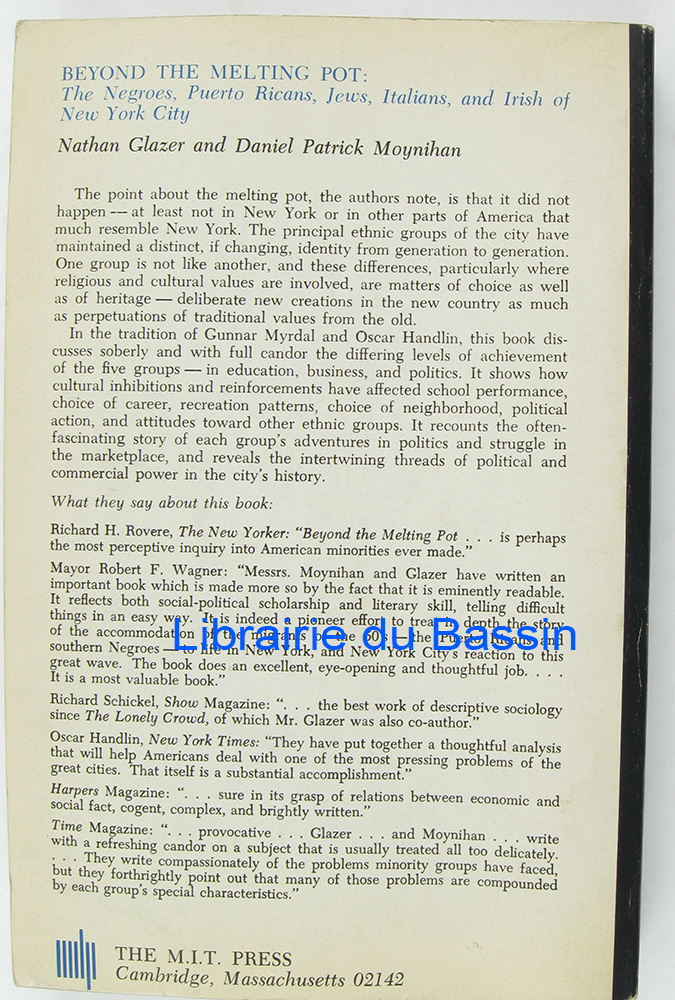 BEYOND THE MELTING POT:
The Negroes, Puerto Ricans, Jews, Italians, and Irish of
New York City
Nathan Glazer and Daniel Patrick Moynihan
The point about the melting pot, the authors note, is that it did not
happen — at least not in New York or in other parts of America that
much resemble New York. The principal ethnic groups of the city have
maintained a distinct, if changing, identity from generation to generation.
One group is not like another, and these differences, particularly where
religious and cultural values are involved, are matters of choice as well
as of heritage — deliberate new creations in the new country as much
as perpetuations of traditional values from the old.
In the tradition of Gunnar Myrdal and Oscar Handlin, this book dis-
cusses soberly and with full candor the differing levels of achievement
of the five groups — in education, business, and politics. It shows how
cultural inhibitions and reinforcements have affected school performance,
choice of career, recreation patterns, choice of neighborhood, political
action, and attitudes toward other ethnic groups. It recounts the often-
fascinating story of each group's adventures in politics and struggle in
the marketplace, and reveals the intertwining threads of political and
commercial power in the city's history.
What they say about this book:
Richard H. Rovere, The New Yorker: "Beyond the Melting Pot . . . is perhaps
the most perceptive inquiry into American minorities ever made."
Mayor Robert F. Wagner: "Messrs. Moynihan and Glazer have written an
important book which is made more so by the fact that it is eminently readable.
It reflects both social-political scholarship and literary skill, telling difficult
things in an easy way. It is indeed a pioneer effort to treat in depth the story
of the accommodation of the migrants of the 50's — the Puerto Ricans and
southern Negroes — to life in New York, and New York City's reaction to this
great wave. The book does an excellent, eye-opening and thoughtful job. . . .
It is a most valuable book."
Librairie du Bassin
Richard Schickel, Show Magazine: ". . . the best work of descriptive sociology
since The Lonely Crowd, of which Mr. Glazer was also co-author."
Oscar Handlin, New York Times: "They have put together a thoughtful analysis
that will help Americans deal with one of the most pressing problems of the
great cities. That itself is a substantial accomplishment."
Harpers Magazine: ". . . sure in its grasp of relations between economic and
social fact, cogent, complex, and brightly written."
Time Magazine: ". . . provocative . . . Glazer . . . and Moynihan . . . write
with a refreshing candor on a subject that is usually treated all too delicately.
. . . They write compassionately of the problems minority groups have faced,
but they forthrightly point out that many of those problems are compounded
by each group's special characteristics."
THE M.I.T. PRESS
Cambridge, Massachusetts 02142